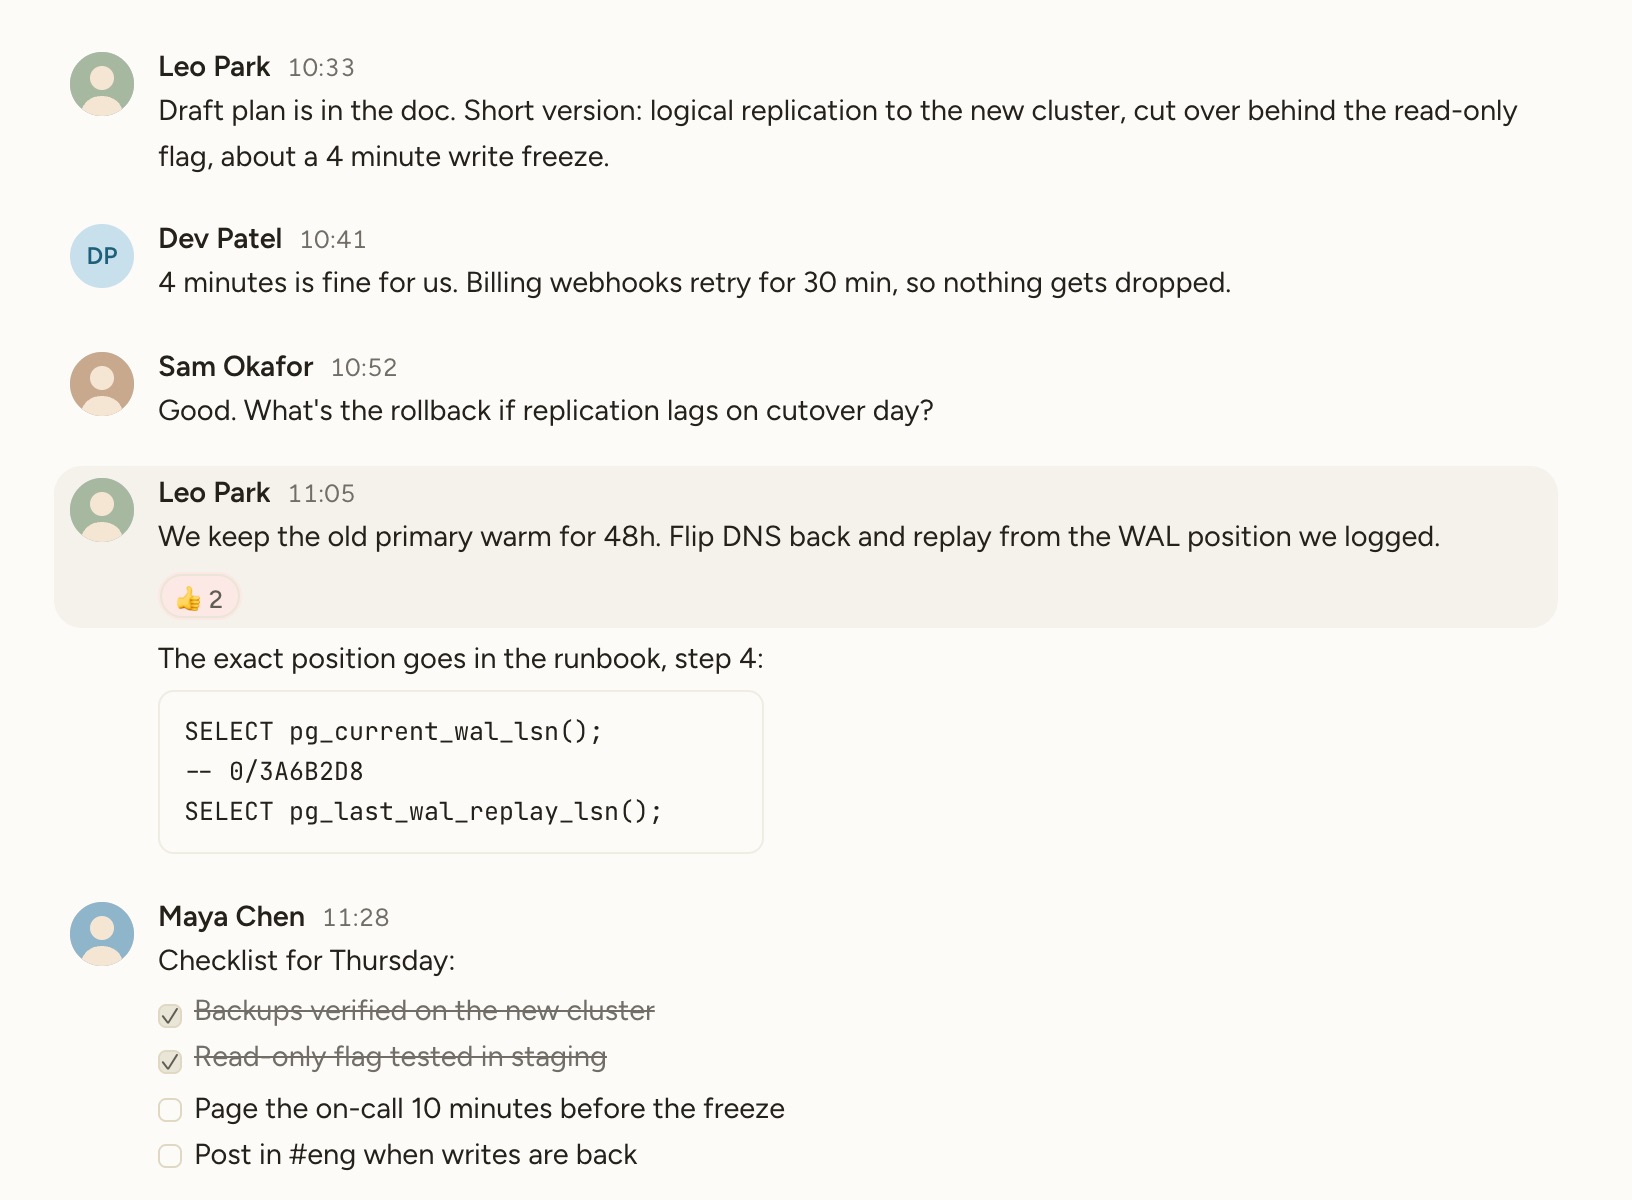 Leo Park 10:33
Draft plan is in the doc. Short version: logical replication to the new cluster, cut over behind the read-only
flag, about a 4 minute write freeze.
DP
Dev Patel 10:41
4 minutes is fine for us. Billing webhooks retry for 30 min, so nothing gets dropped.
Sam Okafor 10:52
Good. What's the rollback if replication lags on cutover day?
Leo Park 11:05
We keep the old primary warm for 48h. Flip DNS back and replay from the WAL position we logged.
👍 2
The exact position goes in the runbook, step 4:
SELECT pg_current_wal_lsn();
-- 0/3A6B2D8
SELECT pg_last_wal_replay_lsn();
Maya Chen 11:28
Checklist for Thursday:
Backups verified on the new cluster
Read-only flag tested in staging
Page the on-call 10 minutes before the freeze
Post in #eng when writes are back